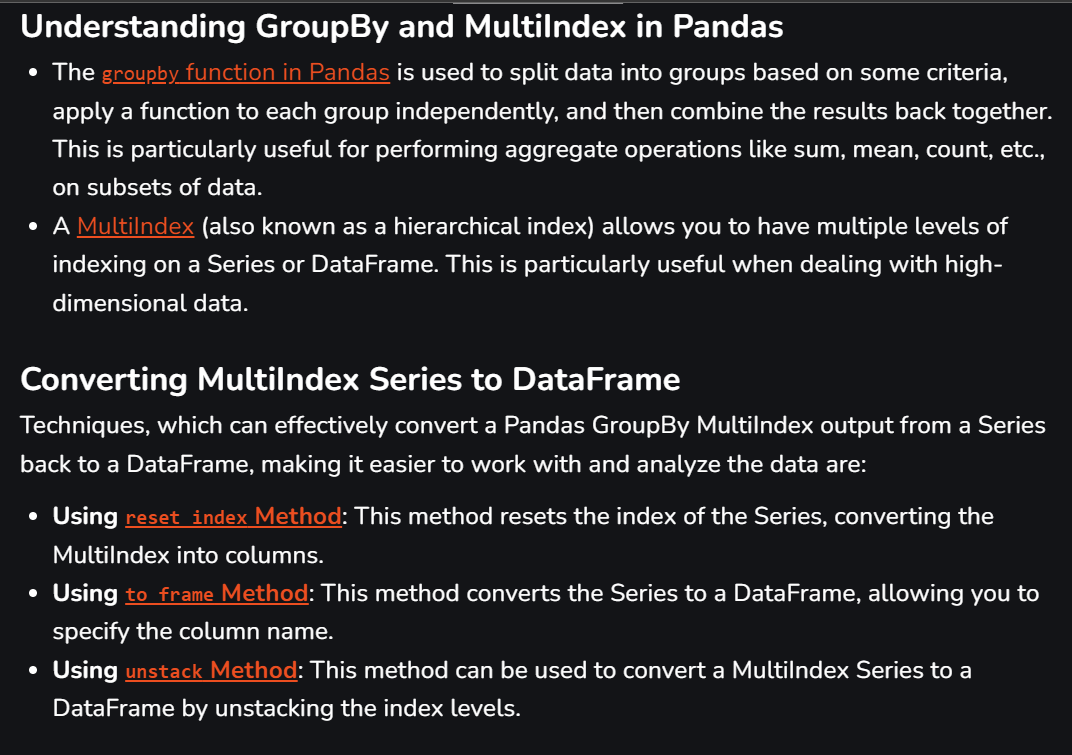 Understanding GroupBy and MultiIndex in Pandas
• The groupby function in Pandas is used to split data into groups based on some criteria,
apply a function to each group independently, and then combine the results back together.
This is particularly useful for performing aggregate operations like sum, mean, count, etc.,
on subsets of data.
• A MultiIndex (also known as a hierarchical index) allows you to have multiple levels of
indexing on a Series or DataFrame. This is particularly useful when dealing with high-
dimensional data.
Converting MultiIndex Series to DataFrame
Techniques, which can effectively convert a Pandas GroupBy MultiIndex output from a Series
back to a DataFrame, making it easier to work with and analyze the data are:
• Using reset_index Method: This method resets the index of the Series, converting the
MultiIndex into columns.
• Using to_frame Method: This method converts the Series to a DataFrame, allowing you to
specify the column name.
• Using unstack Method: This method can be used to convert a MultiIndex Series to a
DataFrame by unstacking the index levels.